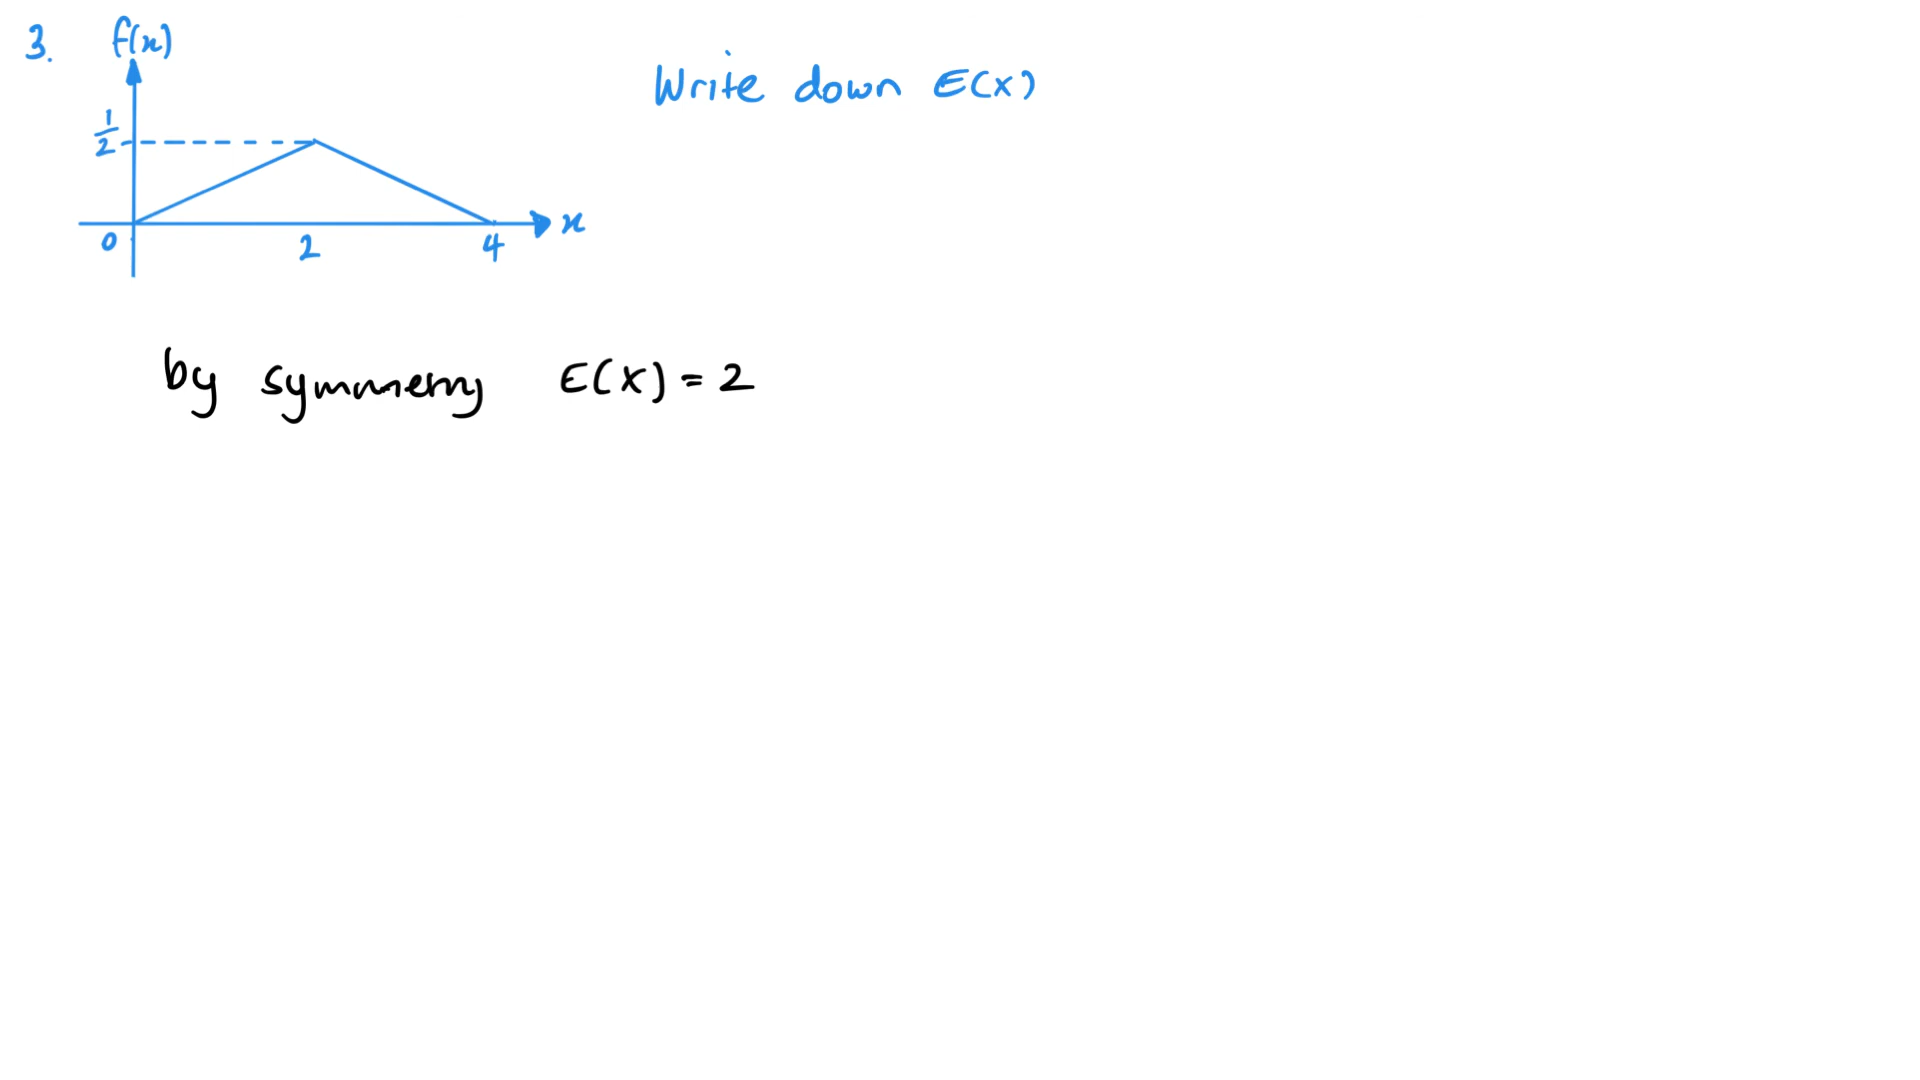 3. f(x)
Write down E(X)
1/2
x
0 2 4
by symmetry E(X) = 2